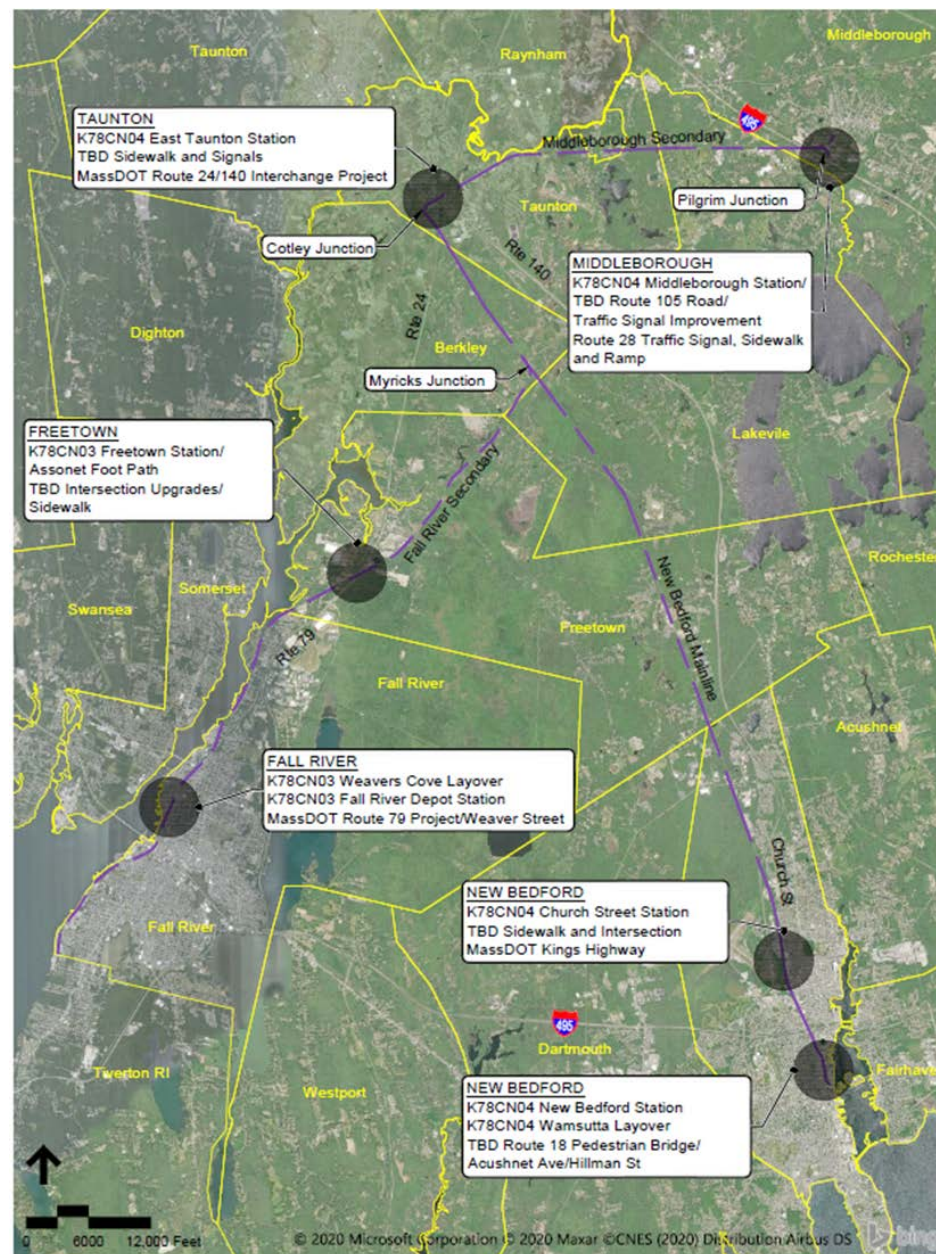 Taunton
Raynham
Middleborough
TAUNTON
K78CN04 East Taunton Station
TBD Sidewalk and Signals
MassDOT Route 24/140 Interchange Project
495
Middleborough Secondary
Taunton
Pilgrim Junction
Cotley Junction
Rte 140
MIDDLEBOROUGH
K78CN04 Middleborough Station/
TBD Route 105 Road/
Traffic Signal Improvement
Route 28 Traffic Signal, Sidewalk
and Ramp
Rte 24
Dighton
Berkley
Myricks Junction
FREETOWN
K78CN03 Freetown Station/
Assonet Foot Path
TBD Intersection Upgrades/
Sidewalk
Lakevile
Fall River Secondary
Rochester
Somerset
Swansea
New Bedford Mainline
Freetown
Rte 79
Fall River
Acushnet
FALL RIVER
K78CN03 Weavers Cove Layover
K78CN03 Fall River Depot Station
MassDOT Route 79 Project/Weaver Street
Church St
NEW BEDFORD
K78CN04 Church Street Station
TBD Sidewalk and Intersection
MassDOT Kings Highway
Fall River
495
Dartmouth
Tiverton RI
Westport
Fairhave
NEW BEDFORD
K78CN04 New Bedford Station
K78CN04 Wamsutta Layover
TBD Route 18 Pedestrian Bridge/
Acushnet Ave/Hillman St
0 6000 12,000 Feet
© 2020 Microsoft Corporation © 2020 Maxar ©CNES (2020) Distribution Airbus DS
bing